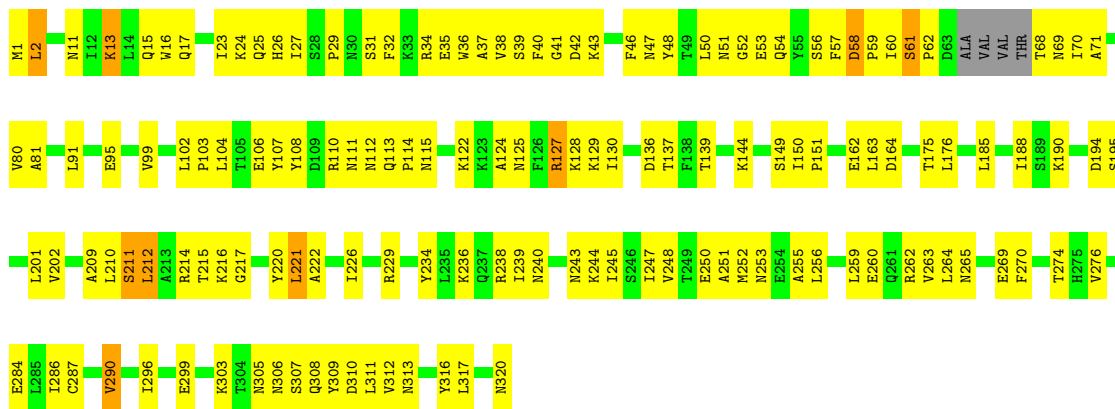 M1 L2 N11 I12 K13 L14 Q15 W16 Q17 I23 K24 Q25 H26 I27 S28 P29 N30 S31 F32 K33 R34 E35 W36 A37 V38 S39 F40 G41 D42 K43 F46 N47 Y48 T49 L50 N51 G52 E53 Q54 Y55 S56 F57 D58 P59 I60 S61 P62 D63 ALA VAL VAL THR T68 N69 I70 A71
V80 A81 L91 E95 V99 L102 P103 L104 T105 E106 Y107 Y108 D109 R110 N111 N112 Q113 P114 N115 K122 K123 A124 N125 F126 R127 K128 K129 I130 D136 T137 F138 T139 K144 S149 I150 P151 E162 L163 D164 T175 L176 L185 I188 S189 K190 D194 S195
L201 V202 A209 L210 S211 L212 A213 R214 T215 K216 G217 Y220 L221 A222 I226 R229 Y234 L235 K236 Q237 R238 I239 N240 N243 K244 I245 S246 I247 V248 T249 E250 A251 M252 N253 E254 A255 L256 L259 E260 Q261 R262 V263 L264 N265 E269 F270 T274 H275 V276
E284 L285 I286 C287 V290 I296 E299 K303 T304 N305 N306 S307 Q308 Y309 D310 L311 V312 N313 Y316 L317 N320